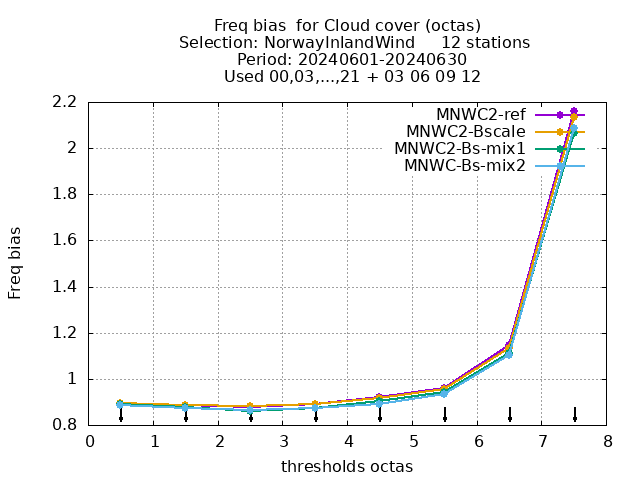 Freq bias  for Cloud cover (octas)
Selection: NorwayInlandWind     12 stations
Period: 20240601-20240630
Used 00,03,...,21 + 03 06 09 12
MNWC2-ref
MNWC2-Bscale
MNWC2-Bs-mix1
MNWC-Bs-mix2
Freq bias
2.2
2
1.8
1.6
1.4
1.2
1
0.8
0 1 2 3 4 5 6 7 8
thresholds octas